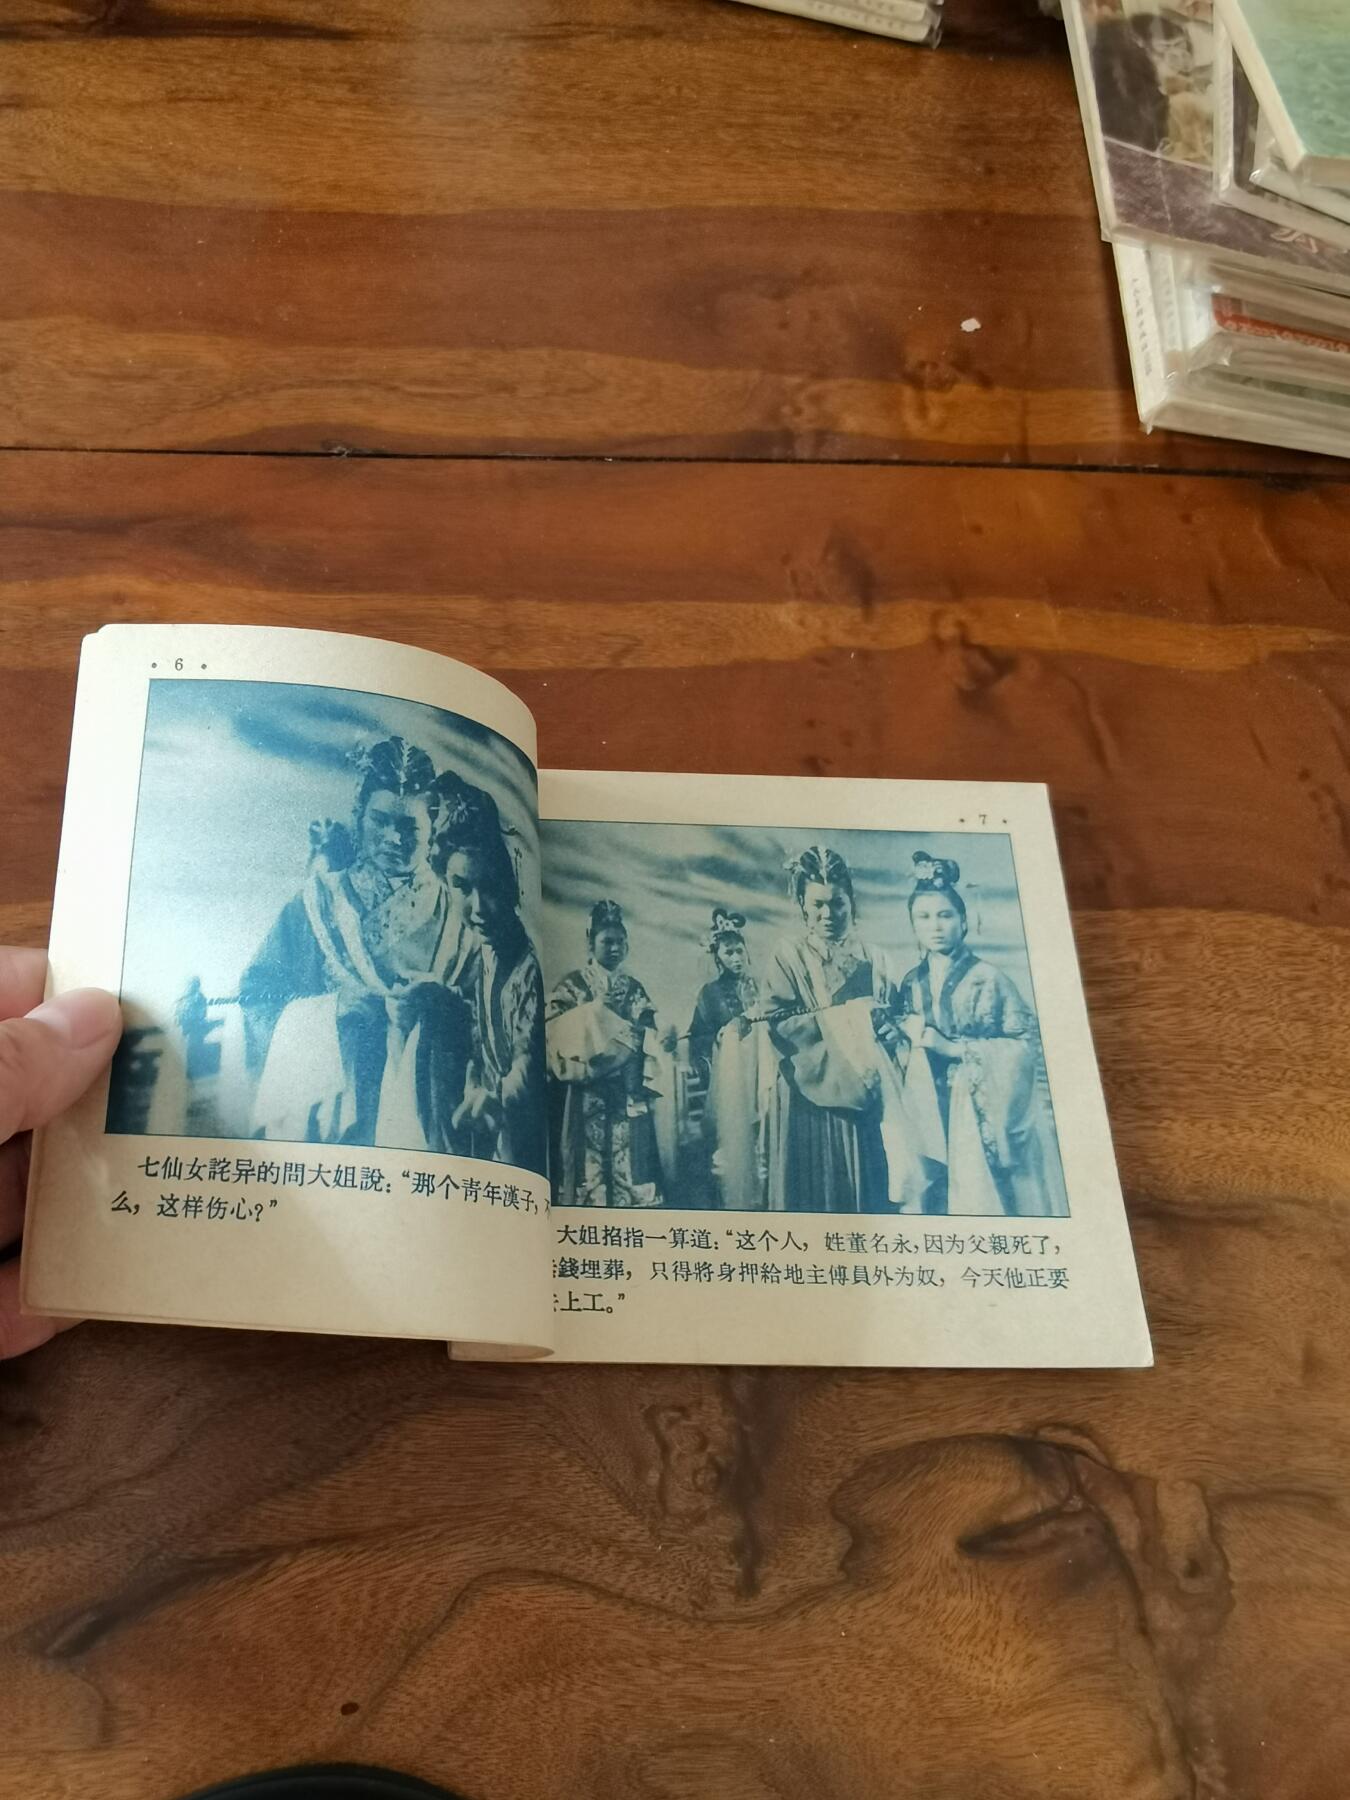 • 6 •
七仙女詫异的問大姐說：“那个靑年漢子，
么，这样伤心？”
• 7 •
大姐掐指一算道：“这个人，姓董名永，因为父親死了，
錢埋葬，只得將身押給地主傅員外为奴，今天他正要
上工。”